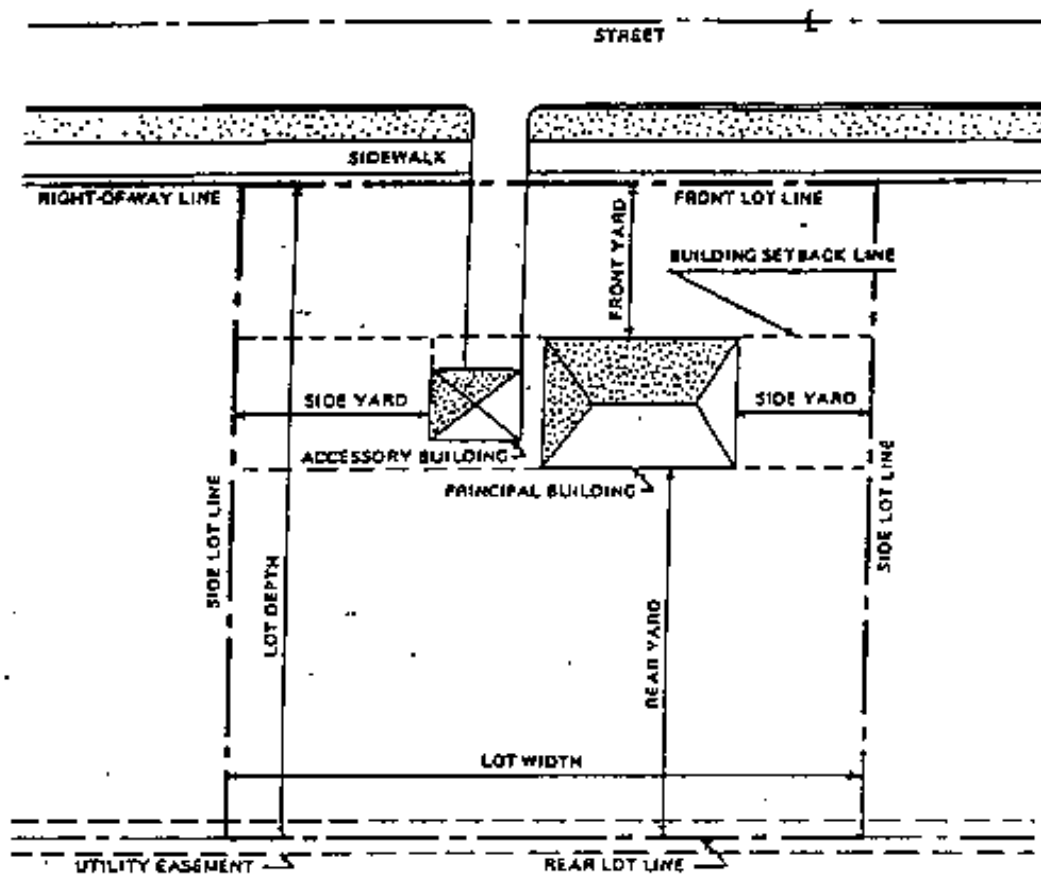 STREET
SIDEWALK
RIGHT-OF-WAY LINE
FRONT LOT LINE
FRONT YARD
BUILDING SETBACK LINE
SIDE YARD
SIDE YARD
ACCESSORY BUILDING
PRINCIPAL BUILDING
SIDE LOT LINE
SIDE LOT LINE
LOT DEPTH
REAR YARD
LOT WIDTH
UTILITY EASEMENT
REAR LOT LINE